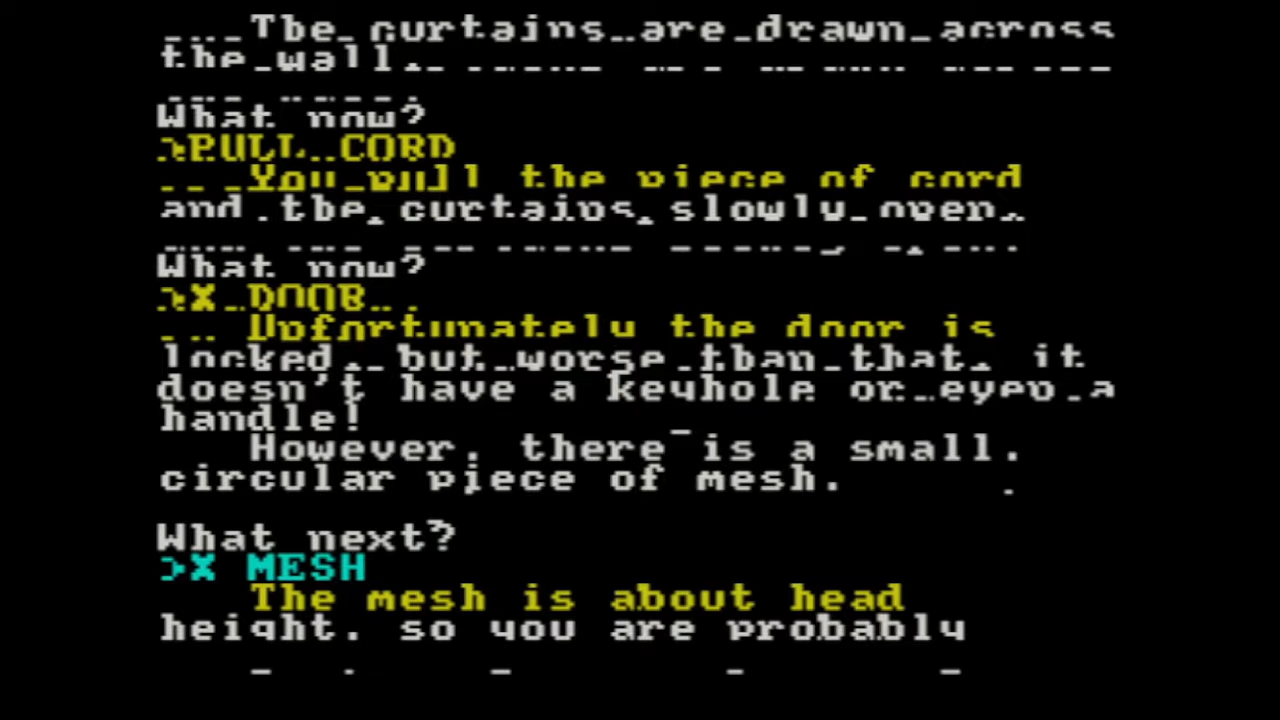 The curtains are drawn across
the wall.
What now?
>PULL CORD
You pull the piece of cord
and the curtains slowly open.
What now?
>X DOOR
Unfortunately the door is
locked, but worse than that, it
doesn't have a keyhole or even a
handle!
However, there is a small,
circular piece of mesh.
What next?
>X MESH
The mesh is about head
height, so you are probably